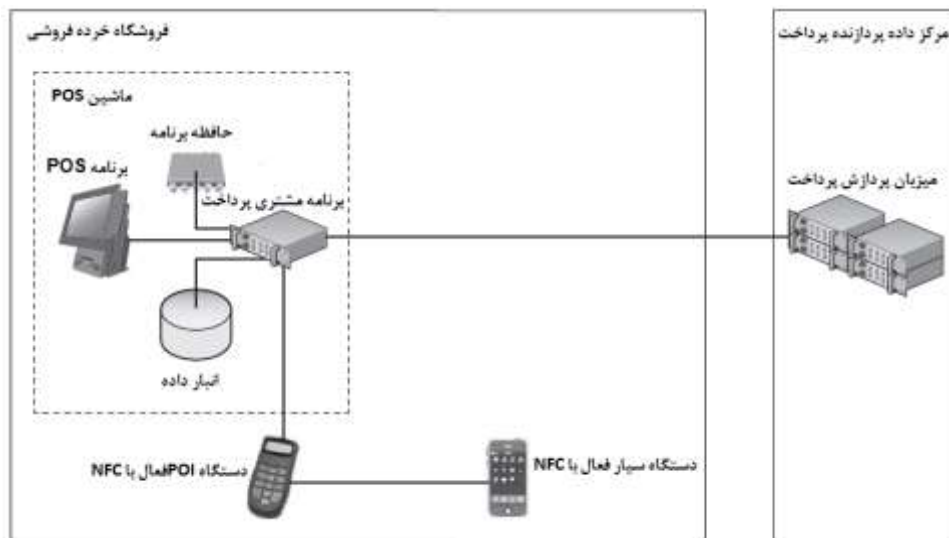 فروشگاه خرده فروشی
مرکز داده پردازنده پرداخت
ماشین POS
حافظه برنامه
برنامه POS
برنامه مشتری پرداخت
میزبان پردازش پرداخت
انبار داده
دستگاه POIفعال با NFC
دستگاه سیار فعال با NFC